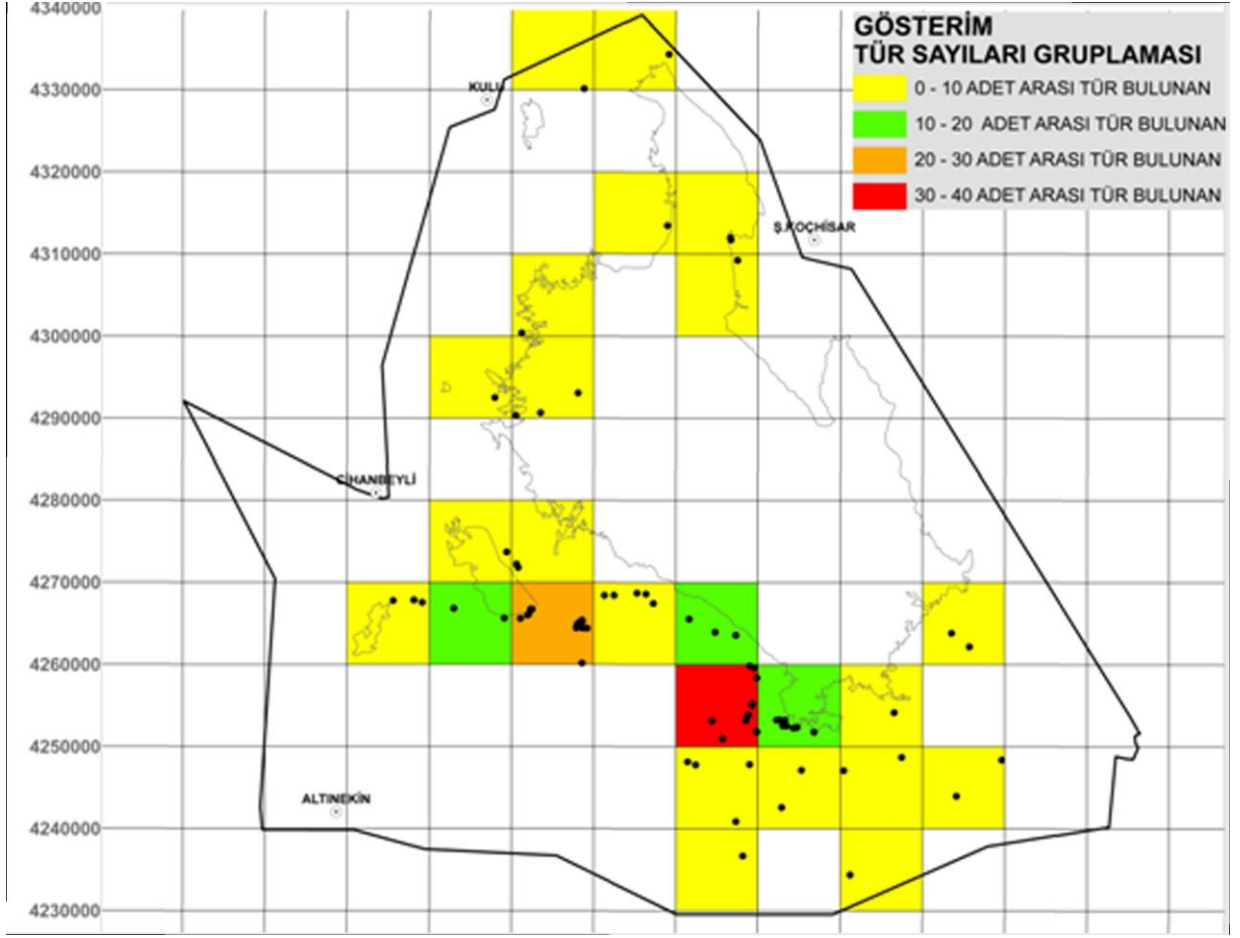 4340000
GÖSTERİM
TÜR SAYILARI GRUPLAMASI
0 - 10 ADET ARASI TÜR BULUNAN
10 - 20 ADET ARASI TÜR BULUNAN
20 - 30 ADET ARASI TÜR BULUNAN
30 - 40 ADET ARASI TÜR BULUNAN
4330000
KULU
4320000
Ş.KOÇHİSAR
4310000
4300000
4290000
CİHANBEYLİ
4280000
4270000
4260000
4250000
ALTINEKİN
4240000
4230000